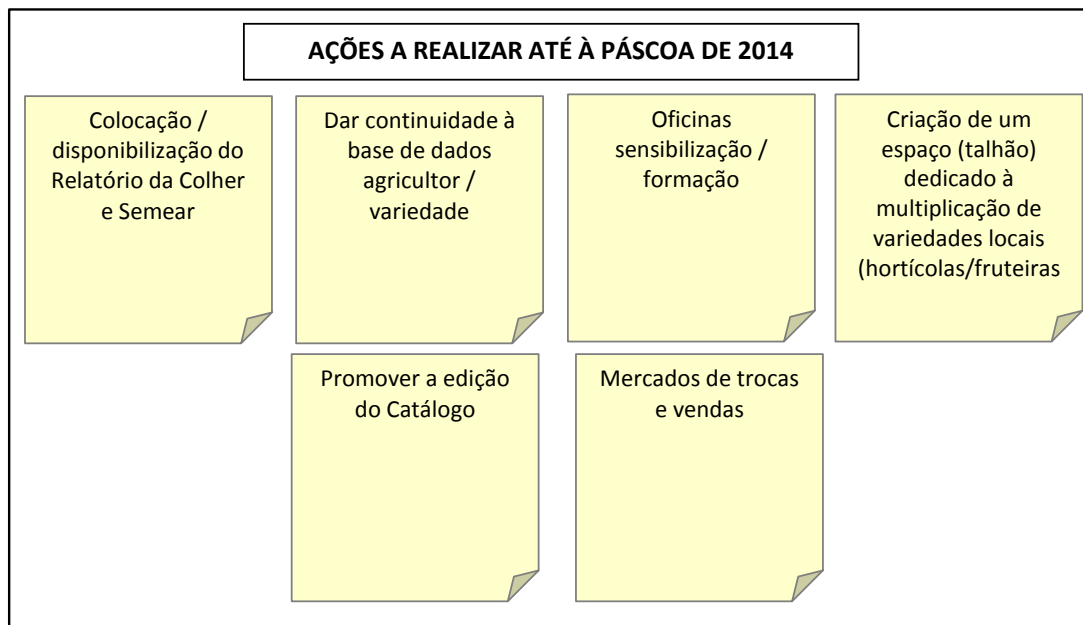 AÇÕES A REALIZAR ATÉ À PÁSCOA DE 2014
Colocação /
disponibilização do
Relatório da Colher
e Semear
Dar continuidade à
base de dados
agricultor /
variedade
Oficinas
sensibilização /
formação
Criação de um
espaço (talhão)
dedicado à
multiplicação de
variedades locais
(hortícolas/fruteiras
Promover a edição
do Catálogo
Mercados de trocas
e vendas